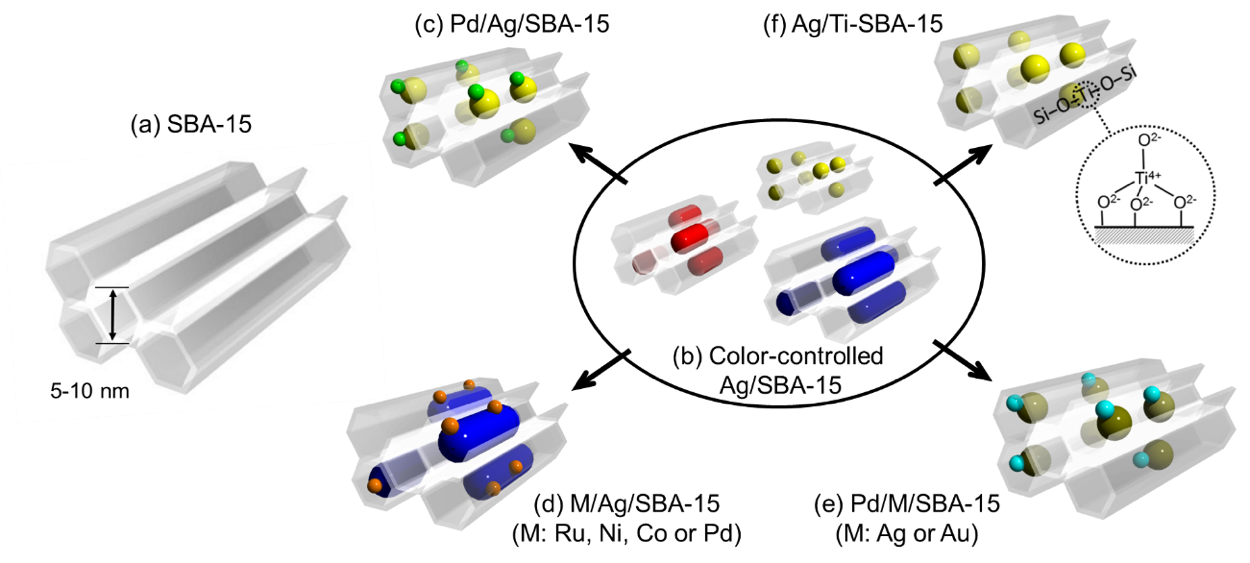 (c) Pd/Ag/SBA-15
(f) Ag/Ti-SBA-15
(a) SBA-15
Si–O–Ti–O–Si
O2-
Ti4+
O2-
O2-
O2-
5-10 nm
(b) Color-controlled
Ag/SBA-15
(d) M/Ag/SBA-15
(M: Ru, Ni, Co or Pd)
(e) Pd/M/SBA-15
(M: Ag or Au)